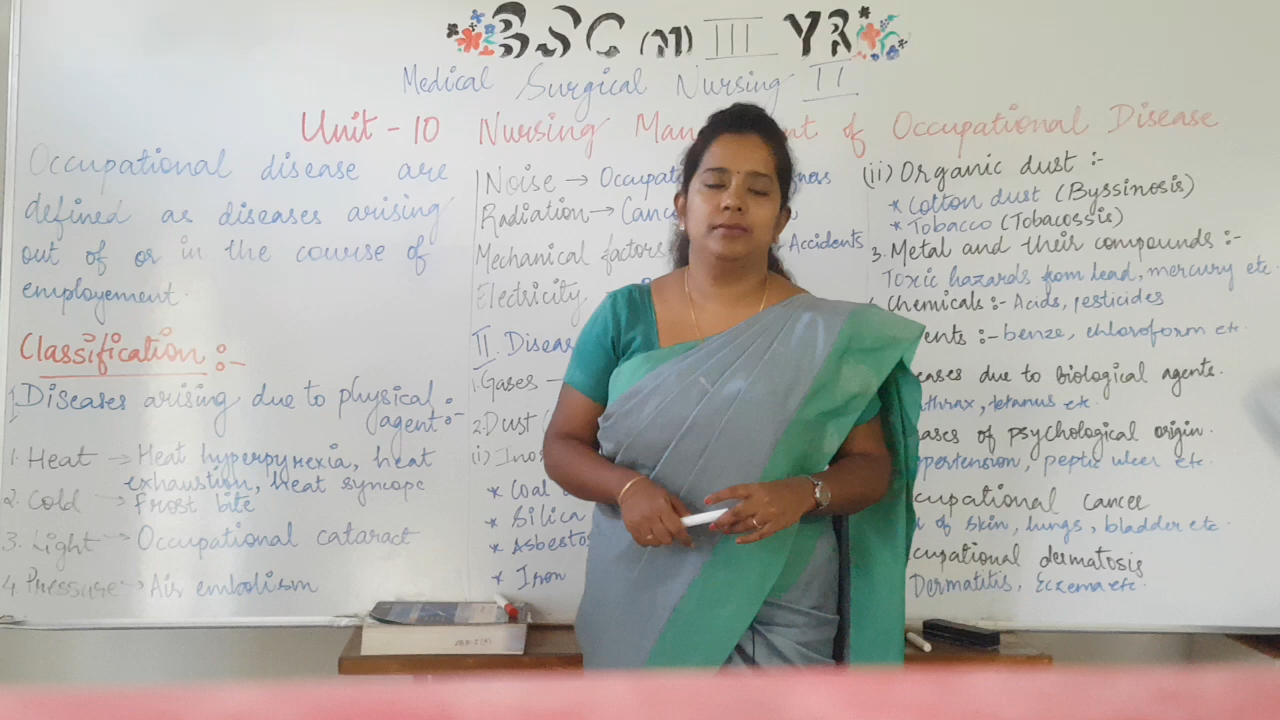 BSC (N) III YR
Medical Surgical Nursing II
Unit - 10 Nursing Man nt of Occupational Disease
Occupational disease are
defined as diseases arising
out of or in the course of
employement.
Classification :-
I. Diseases arising due to physical
agent :-
1. Heat → Heat hyperpyrexia, heat
exhaustion, heat syncope
2. Cold → Frost bite
3. Light → Occupational cataract
4. Pressure → Air embolism
Noise → Occupat
Radiation → Canc
Mechanical factors Accidents
Electricity
II. Diseas
1. Gases
2. Dust
(i) Ino
* Coal
* Silica
* Asbestos
* Iron
(ii) Organic dust :-
* Cotton dust (Byssinosis)
* Tobacco (Tobacossis)
3. Metal and their compounds :-
Toxic hazards from lead, mercury etc.
Chemicals :- Acids, pesticides
ents :- benze, chloroform etc.
eases due to biological agents.
thrax, tetanus etc.
ases of psychological origin.
pertension, peptic ulcer etc.
cupational cancer
of skin, lungs, bladder etc.
cupational dermatosis
Dermatitis, Eczema etc.